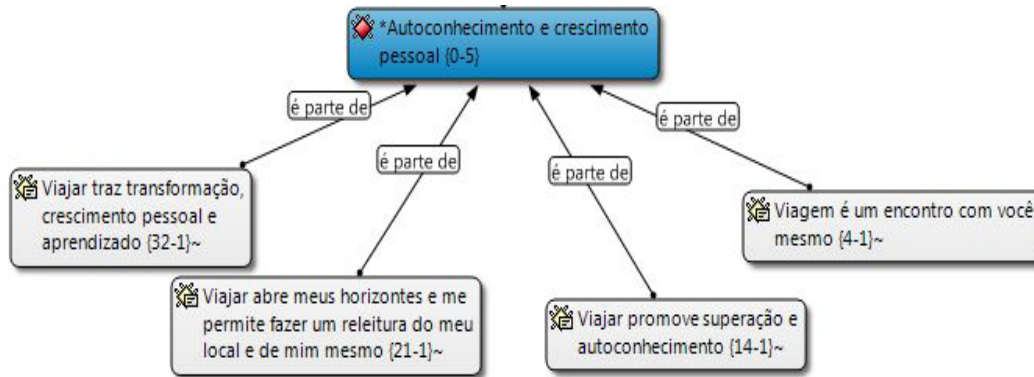 *Autoconhecimento e crescimento
pessoal {0-5}
é parte de
é parte de
é parte de
é parte de
Viajar traz transformação,
crescimento pessoal e
aprendizado {32-1}~
Viagem é um encontro com você
mesmo {4-1}~
Viajar abre meus horizontes e me
permite fazer um releitura do meu
local e de mim mesmo {21-1}~
Viajar promove superação e
autoconhecimento {14-1}~